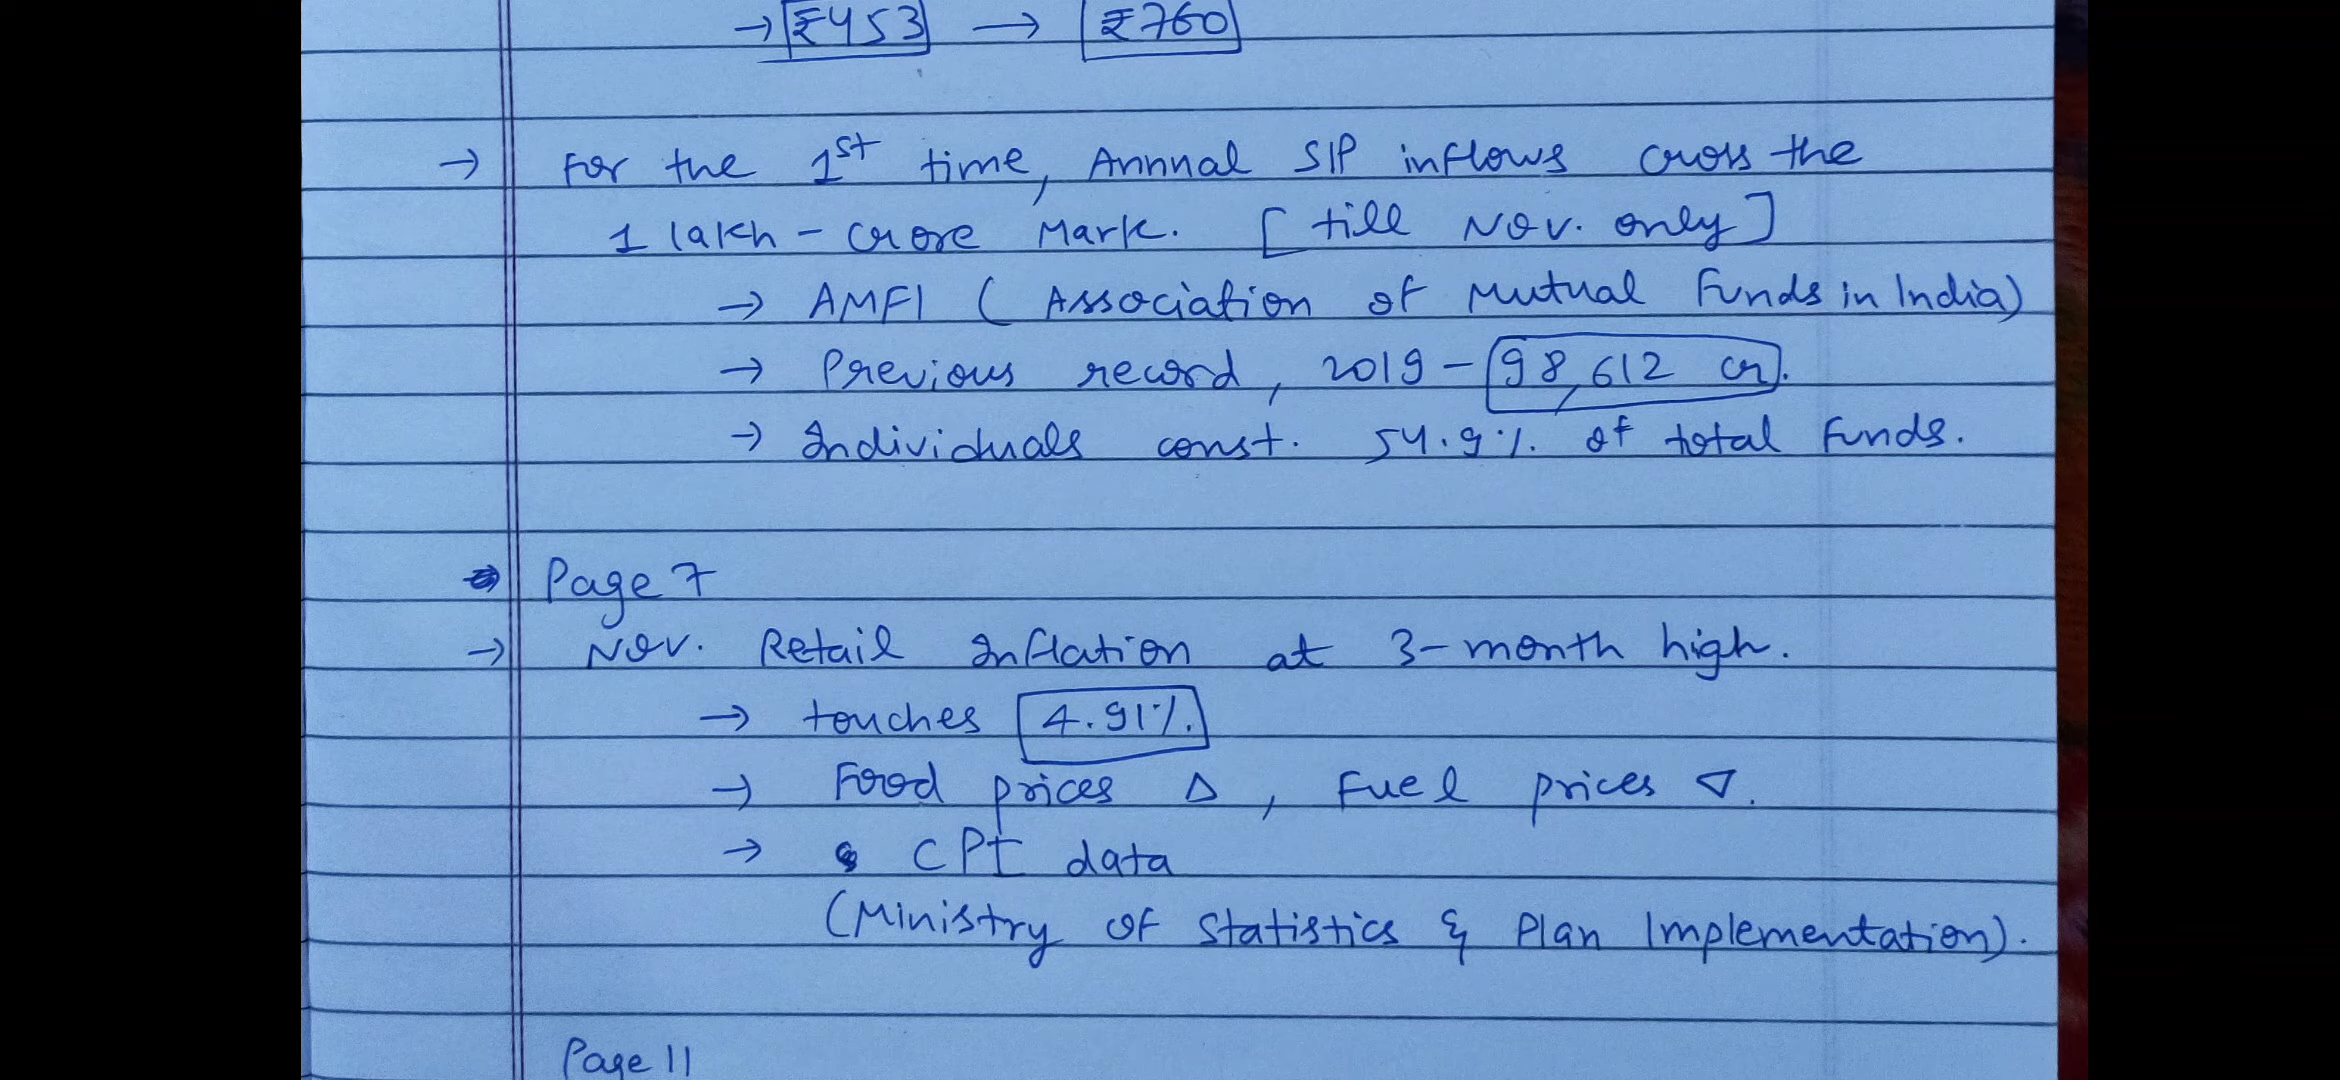 → ₹453 → ₹760
→ For the 1st time, Annual SIP inflows cross the
1 lakh - crore Mark. [till Nov. only]
→ AMFI (Association of Mutual Funds in India)
→ Previous record, 2019 - 98,612 cr.
→ Individuals const. 54.9% of total funds.
Page 7
→ Nov. Retail Inflation at 3-month high.
→ touches 4.91%.
→ Food prices △, Fuel prices ▽.
→ CPI data
(Ministry of Statistics & Plan Implementation).
Page 11